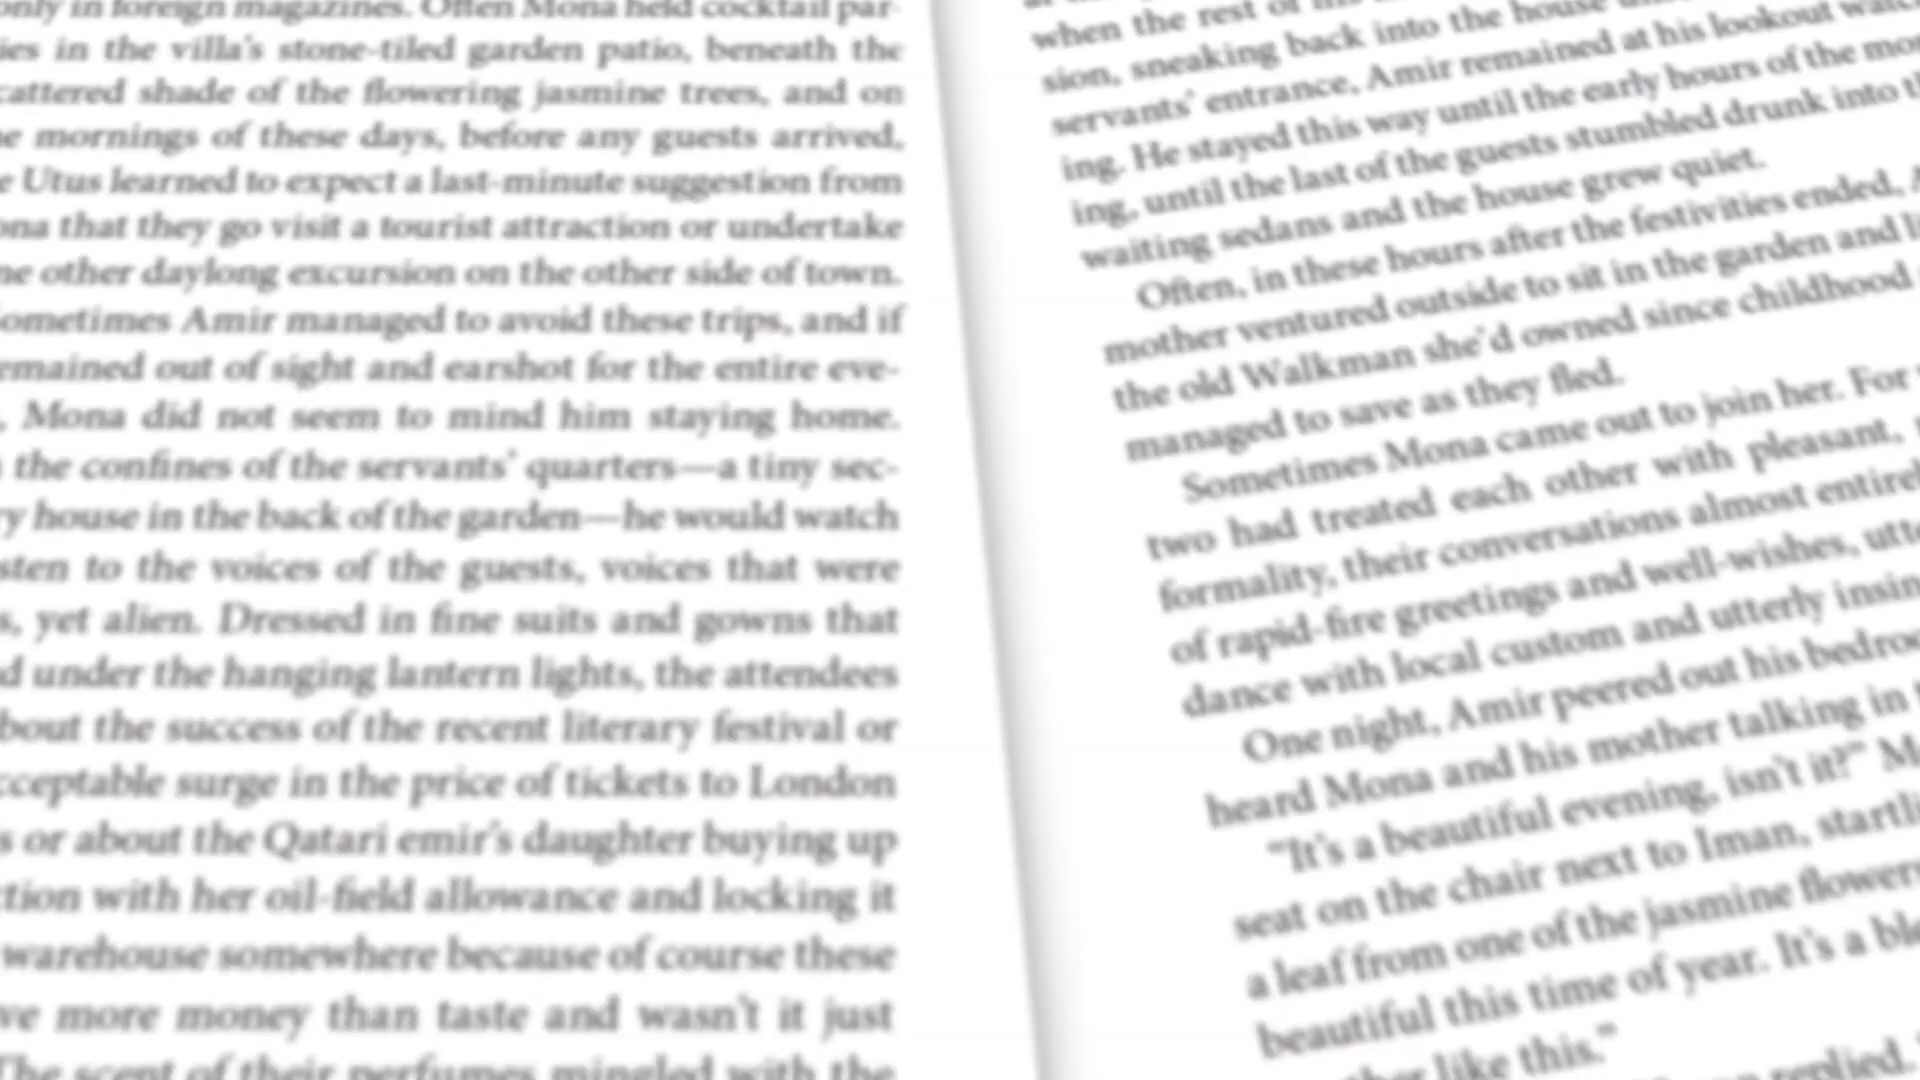 only in foreign magazines. Often Mona held cocktail par-
ies in the villa's stone-tiled garden patio, beneath the
cattered shade of the flowering jasmine trees, and on
e mornings of these days, before any guests arrived,
e Utus learned to expect a last-minute suggestion from
ona that they go visit a tourist attraction or undertake
me other daylong excursion on the other side of town.
ometimes Amir managed to avoid these trips, and if
emained out of sight and earshot for the entire eve-
, Mona did not seem to mind him staying home.
the confines of the servants' quarters—a tiny sec-
y house in the back of the garden—he would watch
sten to the voices of the guests, voices that were
s, yet alien. Dressed in fine suits and gowns that
d under the hanging lantern lights, the attendees
bout the success of the recent literary festival or
cceptable surge in the price of tickets to London
s or about the Qatari emir's daughter buying up
ction with her oil-field allowance and locking it
warehouse somewhere because of course these
ve more money than taste and wasn't it just
The scent of their perfumes mingled with the
when the rest of his
sion, sneaking back into the house
servants' entrance, Amir remained at his lookout watch
ing. He stayed this way until the early hours of the mor
ing, until the last of the guests stumbled drunk into th
waiting sedans and the house grew quiet.
Often, in these hours after the festivities ended, A
mother ventured outside to sit in the garden and li
the old Walkman she'd owned since childhood
managed to save as they fled.
Sometimes Mona came out to join her. For
two had treated each other with pleasant,
formality, their conversations almost entirel
of rapid-fire greetings and well-wishes, utte
dance with local custom and utterly insin
One night, Amir peered out his bedroo
heard Mona and his mother talking in
"It's a beautiful evening, isn't it?" M
seat on the chair next to Iman, startli
a leaf from one of the jasmine flowers
beautiful this time of year. It's a ble
ther like this."
replied.